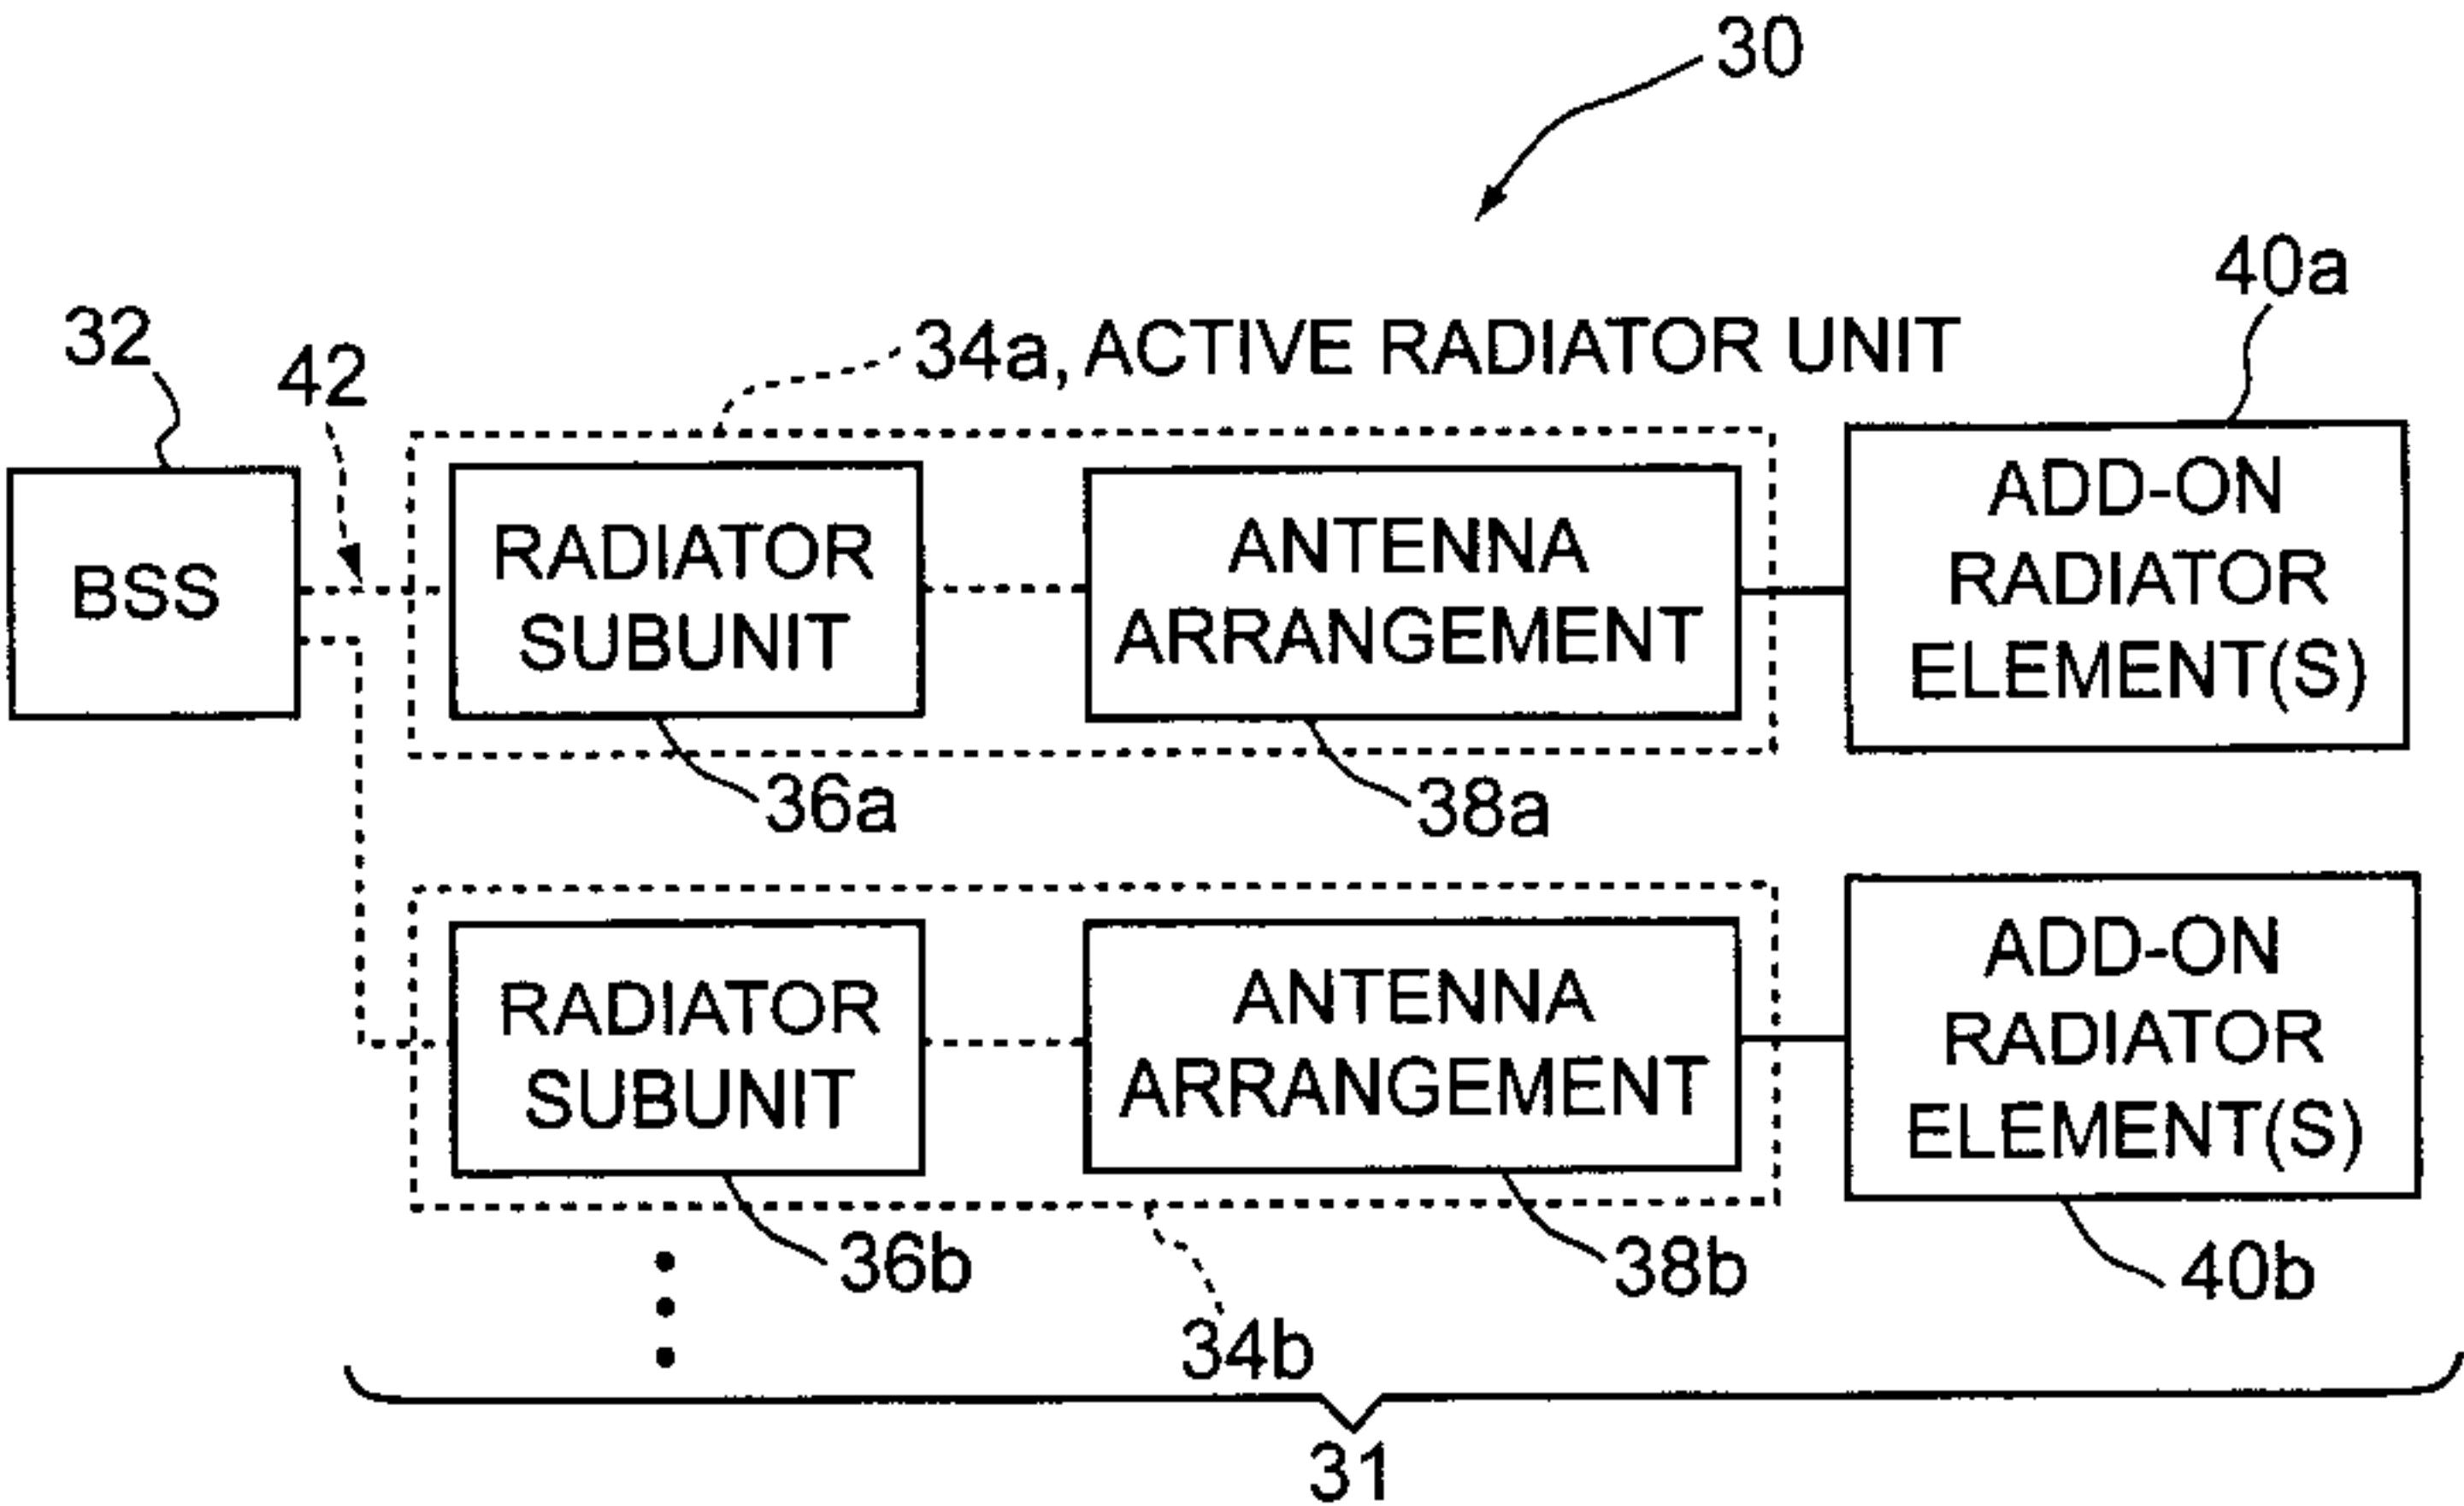 30
40a
32
34a, ACTIVE RADIATOR UNIT
42
BSS
RADIATOR
SUBUNIT
ANTENNA
ARRANGEMENT
ADD-ON
RADIATOR
ELEMENT(S)
36a
38a
RADIATOR
SUBUNIT
ANTENNA
ARRANGEMENT
ADD-ON
RADIATOR
ELEMENT(S)
36b
38b
40b
34b
31